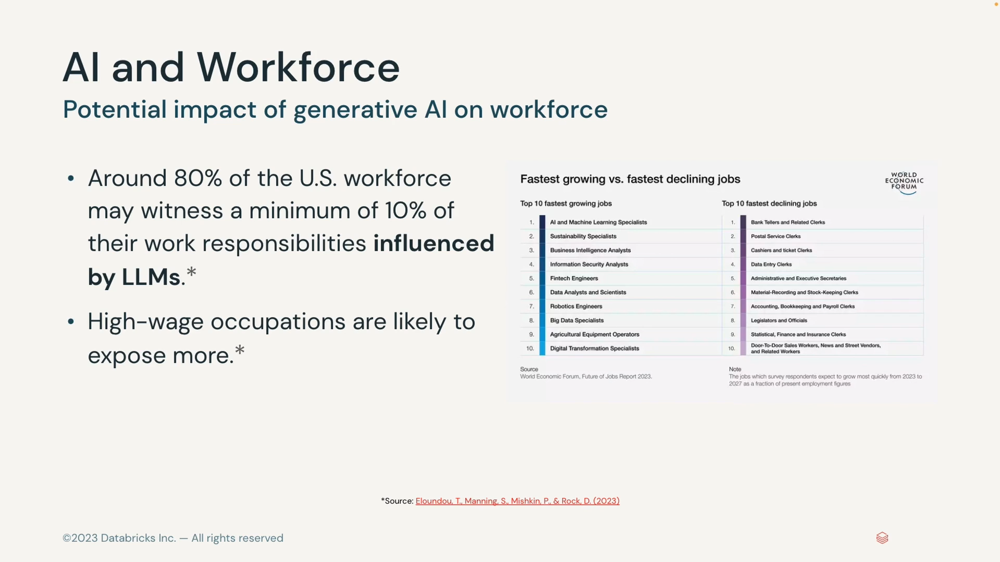 AI and Workforce
Potential impact of generative AI on workforce
• Around 80% of the U.S. workforce
may witness a minimum of 10% of
their work responsibilities influenced
by LLMs.*
• High-wage occupations are likely to
expose more.*
Fastest growing vs. fastest declining jobs
WORLD
ECONOMIC
FORUM
Top 10 fastest growing jobs
1. AI and Machine Learning Specialists
2. Sustainability Specialists
3. Business Intelligence Analysts
4. Information Security Analysts
5. Fintech Engineers
6. Data Analysts and Scientists
7. Robotics Engineers
8. Big Data Specialists
9. Agricultural Equipment Operators
10. Digital Transformation Specialists
Top 10 fastest declining jobs
1. Bank Tellers and Related Clerks
2. Postal Service Clerks
3. Cashiers and ticket Clerks
4. Data Entry Clerks
5. Administrative and Executive Secretaries
6. Material-Recording and Stock-Keeping Clerks
7. Accounting, Bookkeeping and Payroll Clerks
8. Legislators and Officials
9. Statistical, Finance and Insurance Clerks
10. Door-To-Door Sales Workers, News and Street Vendors,
and Related Workers
Source
World Economic Forum, Future of Jobs Report 2023.
Note
The jobs which survey respondents expect to grow most quickly from 2023 to
2027 as a fraction of present employment figures
*Source: Eloundou, T., Manning, S., Mishkin, P., & Rock, D. (2023)
©2023 Databricks Inc. — All rights reserved